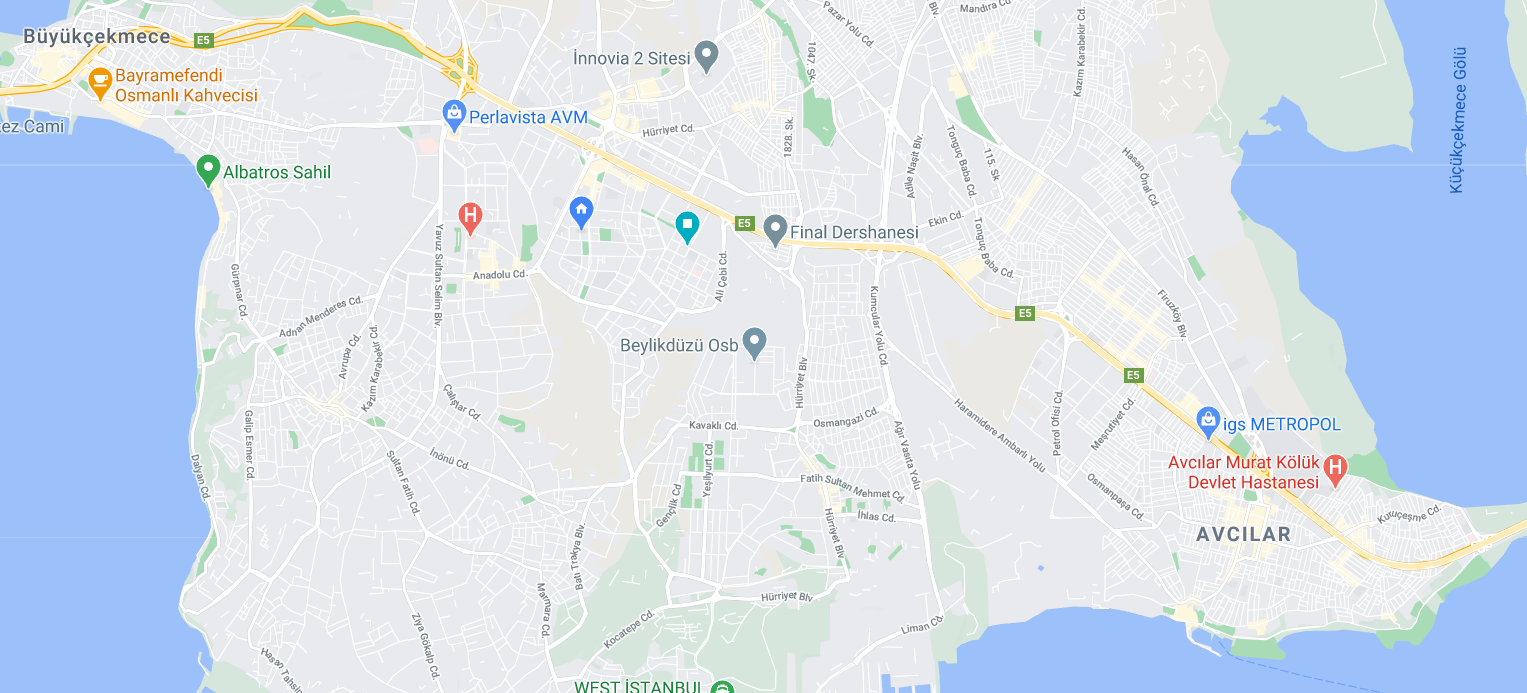 Pazar Yolu Cd.
Blv.
Mandıra Cd.
Büyükçekmece
E5
Kazım Karabekir Cd.
1047. Sk.
İnnovia 2 Sitesi
Küçükçekmece Gölü
Bayramefendi
Osmanlı Kahvecisi
Perlavista AVM
ez Cami
Hürriyet Cd.
1828. Sk.
Adile Naşit Blv.
Tonguç Baba Cd.
115. Sk
Hasan Önal Cd.
Albatros Sahil
H
E5
Final Dershanesi
Ekin Cd.
Tonguç Baba Cd.
Yavuz Sultan Selim Blv.
Gürpınar Cd.
Anadolu Cd.
Ali Çebi Cd.
Kumcular Yolu Cd.
Firuzköy Blv.
E5
Adnan Menderes Cd.
Avrupa Cd.
Kazım Karabekir Cd.
Beylikdüzü Osb
Hürriyet Blv
E5
Çalışlar Cd.
Galip Esmer Cd.
Kavaklı Cd.
Osmangazi Cd.
Ağır Vasıta Yolu
Haramidere Ambarlı Yolu
Petrol Ofisi Cd.
Meşrutiyet Cd.
igs METROPOL
Dalyan Cd.
Sultan Fatih Cd.
İnönü Cd.
Yeşilyurt Cd.
Gençlik Cd
Fatih Sultan Mehmet Cd.
Avcılar Murat Kölük
Devlet Hastanesi
H
Osmanpaşa Cd.
İhlas Cd.
Kuruçeşme Cd.
AVCILAR
Batı Trakya Blv.
Hürriyet Blv
Marmara Cd.
Hürriyet Blv
Ziya Gökalp Cd.
Kocatepe Cd.
Liman Cd.
Hasan Tahsin
WEST İSTANBUL